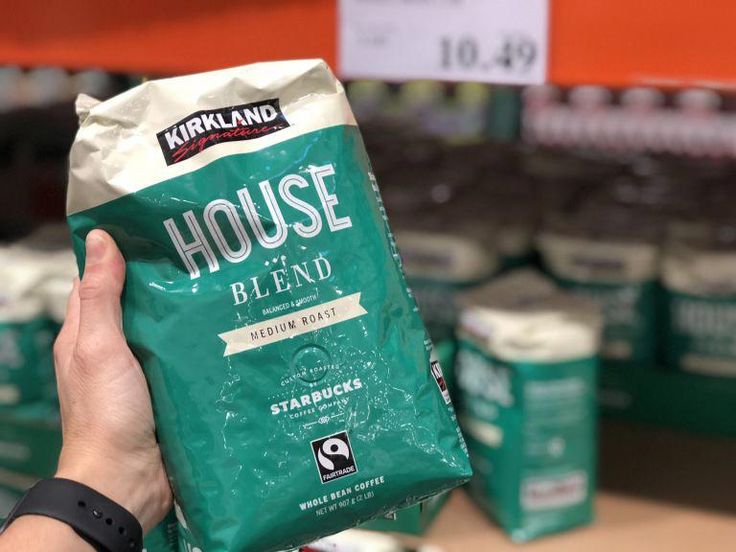 10.49
KIRKLAND
Signature
HOUSE
BLEND
BALANCED & SMOOTH
MEDIUM ROAST
CUSTOM ROASTED
BY
STARBUCKS
COFFEE COMPANY
FAIRTRADE
WHOLE BEAN COFFEE
NET WT 907 g (2 LB)